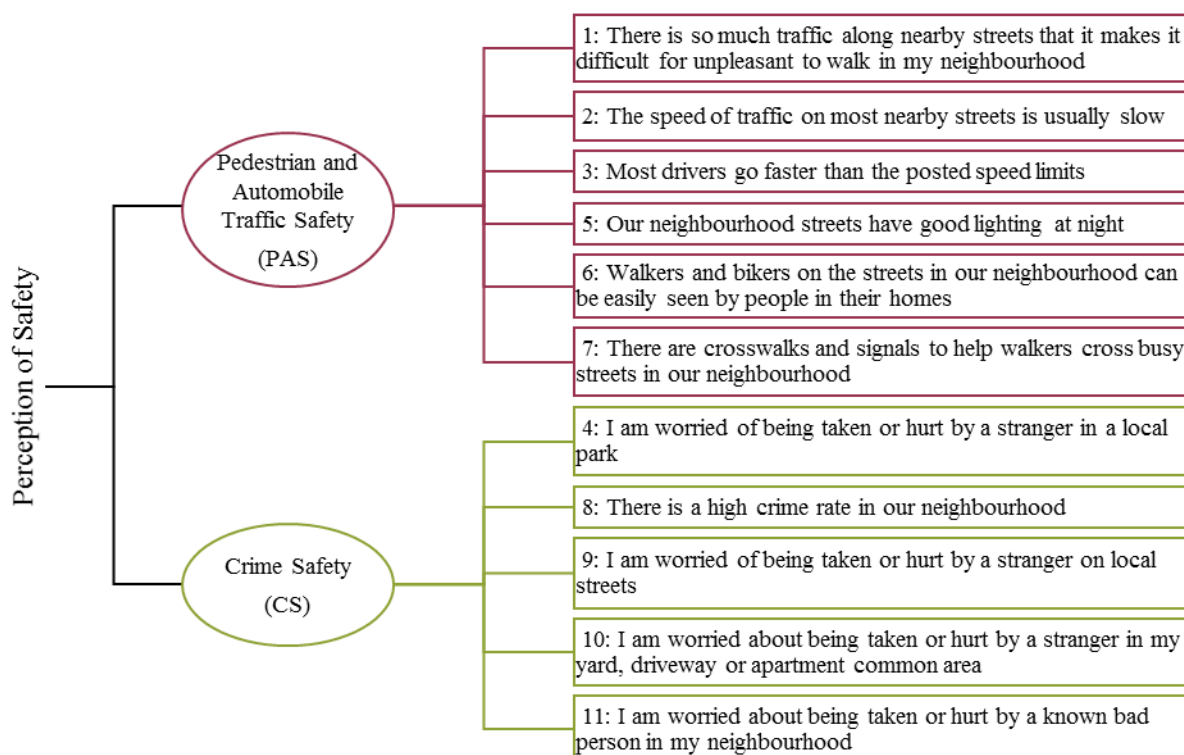 Perception of Safety
Pedestrian and
Automobile
Traffic Safety
(PAS)
1: There is so much traffic along nearby streets that it makes it
difficult for unpleasant to walk in my neighbourhood
2: The speed of traffic on most nearby streets is usually slow
3: Most drivers go faster than the posted speed limits
5: Our neighbourhood streets have good lighting at night
6: Walkers and bikers on the streets in our neighbourhood can
be easily seen by people in their homes
7: There are crosswalks and signals to help walkers cross busy
streets in our neighbourhood
Crime Safety
(CS)
4: I am worried of being taken or hurt by a stranger in a local
park
8: There is a high crime rate in our neighbourhood
9: I am worried of being taken or hurt by a stranger on local
streets
10: I am worried about being taken or hurt by a stranger in my
yard, driveway or apartment common area
11: I am worried about being taken or hurt by a known bad
person in my neighbourhood